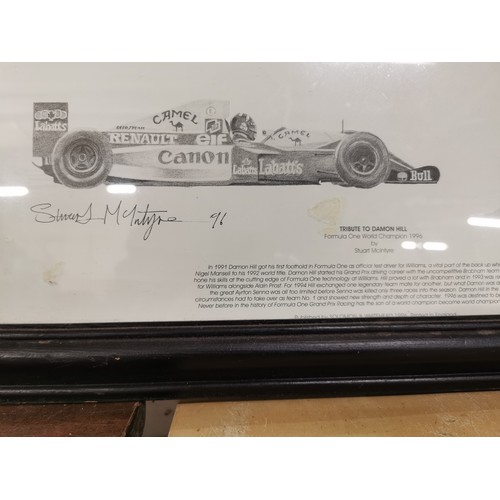 CAMEL
Labatt's
RENAULT elf
Canon
Labatt's
Labatt's
Bull
Stuart McIntyre 96
TRIBUTE TO DAMON HILL
Formula One World Champion 1996
by
Stuart McIntyre
In 1991 Damon Hill got his first foothold in Formula One as official test driver for Williams, a vital part of the back up whe
Nigel Mansell to his 1992 world title. Damon Hill started his Grand Prix driving career with the uncompetitive Brabham team
hone his skills at the cutting edge of Formula One technology at Williams. Hill proved a lot with Brabham and in 1993 was
for Williams alongside Alain Prost. For 1994 Hill exchanged one legendary team mate for another, but what Damon was
the great Ayrton Senna was all too limited before Senna was killed one three races into the season. Damon Hill in the
circumstances had to take over as team No. 1 and showed new strength and depth of character. 1996 was destined to be
Never before in the history of Formula One Grand Prix Racing has the son of a world champion become world champion
Published by SOLOMON &